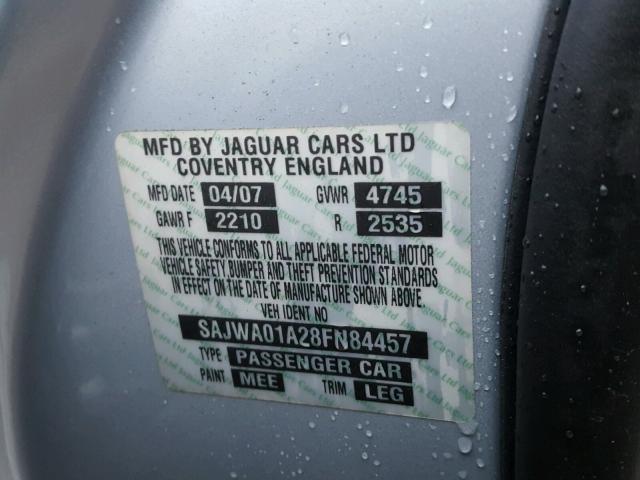 MFD BY JAGUAR CARS LTD
COVENTRY ENGLAND
MFD DATE 04/07 GVWR 4745
GAWR F 2210 R 2535
THIS VEHICLE CONFORMS TO ALL APPLICABLE FEDERAL MOTOR
VEHICLE SAFETY BUMPER AND THEFT PREVENTION STANDARDS
IN EFFECT ON THE DATE OF MANUFACTURE SHOWN ABOVE.
VEH IDENT NO
SAJWA01A28FN84457
TYPE PASSENGER CAR
PAINT MEE TRIM LEG